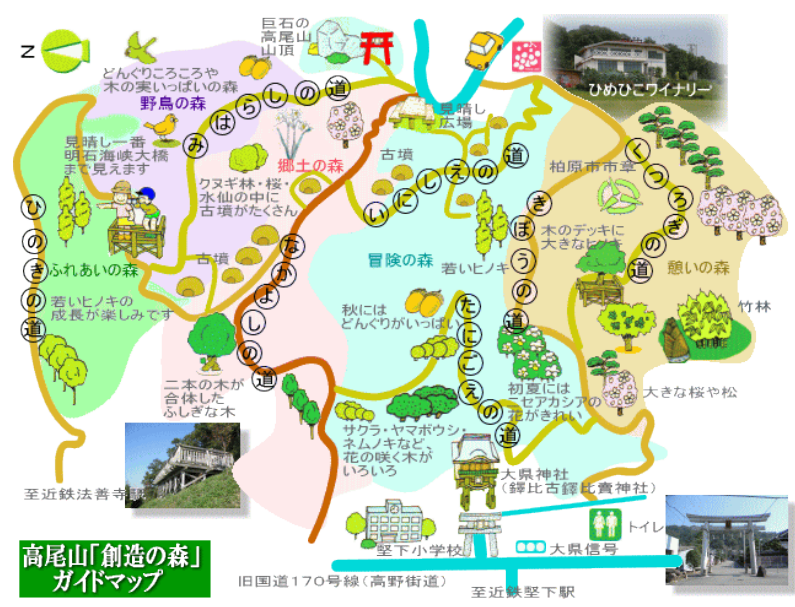 N
巨石の
高尾山
山頂
どんぐりころころや
木の実いっぱいの森
野鳥の森
みはらしの道
見晴し
広場
ひめひこワイナリー
見晴し一番
明石海峡大橋
まで見えます
郷土の森
クヌギ林・桜・
水仙の中に
古墳がたくさん
古墳
いにしえの道
柏原市市章
くつろぎの道
ひのきの道
ふれあいの森
若いヒノキの
成長が楽しみです
古墳
なかよしの道
冒険の森
若いヒノキ
きぼうの道
木のデッキに
大きなヒノキ
憩いの森
竹林
秋には
どんぐりがいっぱい
たにごえの道
二本の木が
合体した
ふしぎな木
初夏には
ニセアカシアの
花がきれい
大きな桜や松
サクラ・ヤマボウシ・
ネムノキなど、
花の咲く木が
いろいろ
大県神社
(鐸比古鐸比賣神社)
至近鉄法善寺駅
堅下小学校
大県信号
トイレ
旧国道170号線(高野街道)
至近鉄堅下駅
高尾山「創造の森」
ガイドマップ